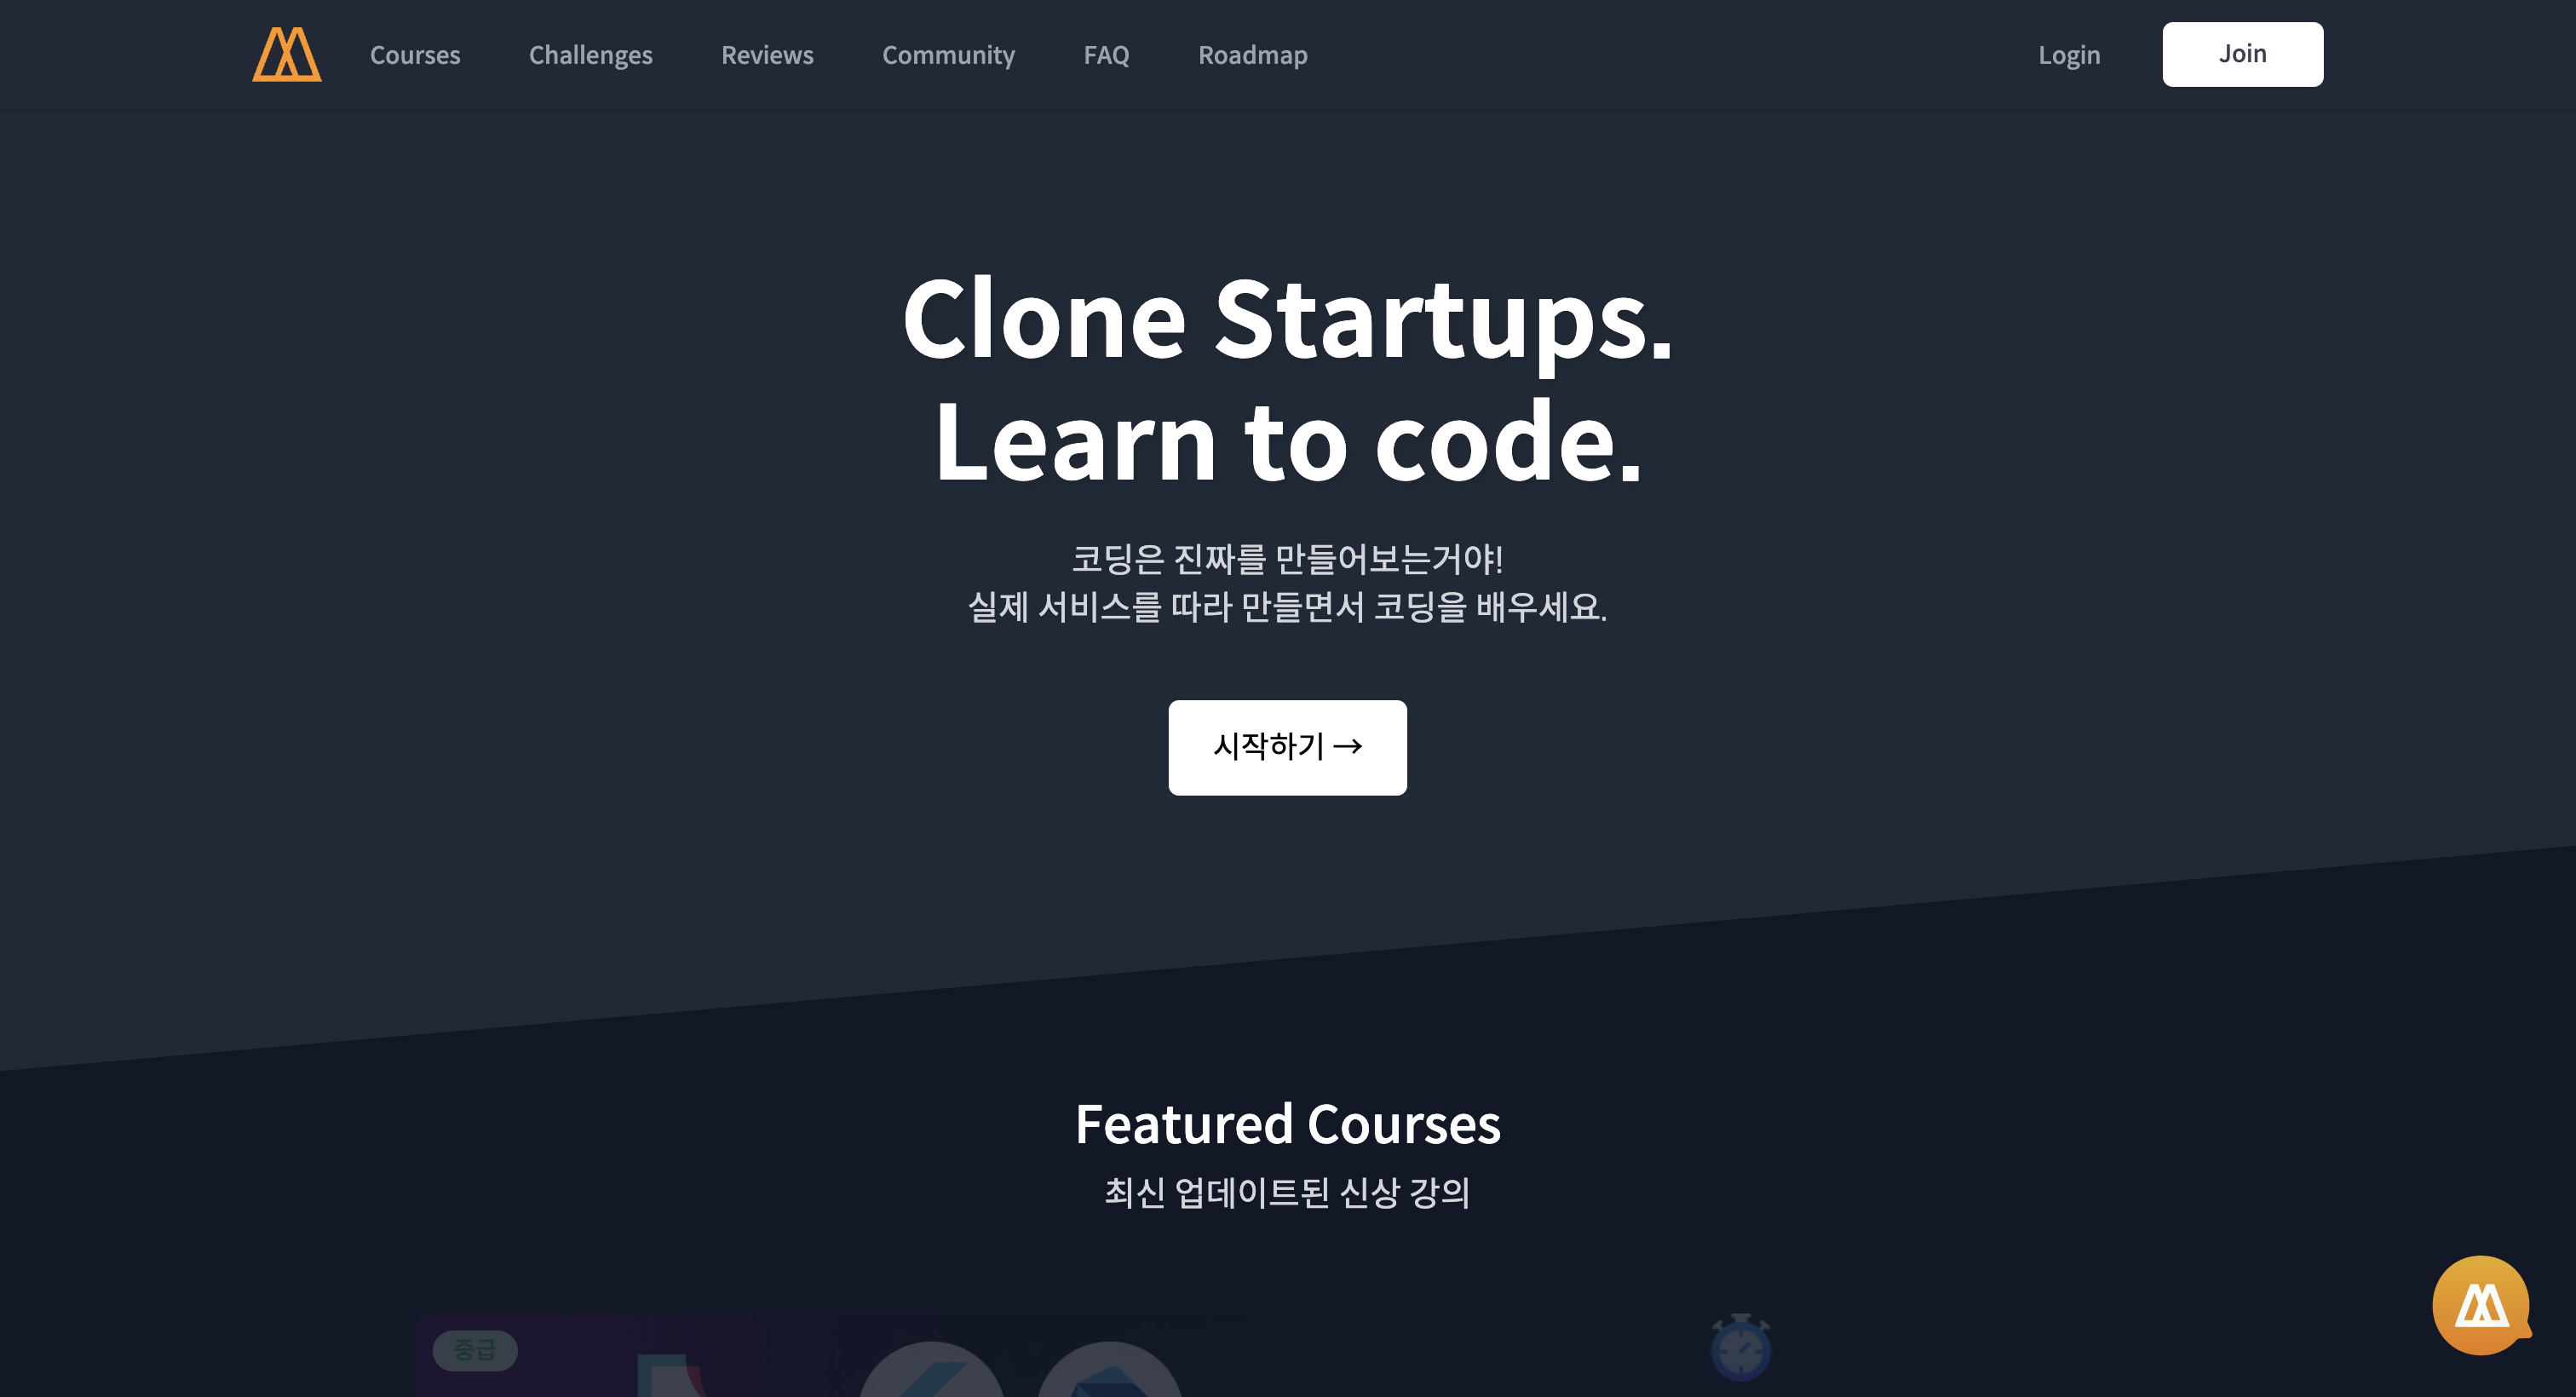 Courses Challenges Reviews Community FAQ Roadmap Login Join
Clone Startups.
Learn to code.
코딩은 진짜를 만들어보는거야!
실제 서비스를 따라 만들면서 코딩을 배우세요.
시작하기 →
Featured Courses
최신 업데이트된 신상 강의
중급